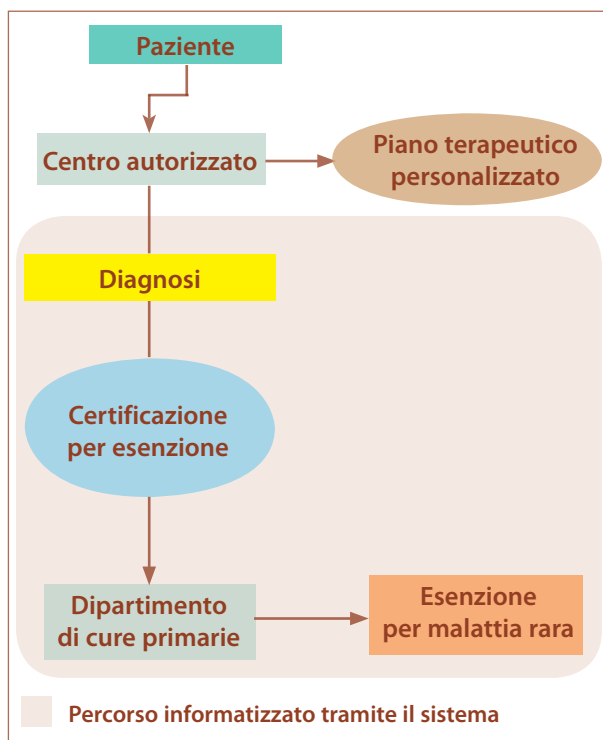 Paziente
Centro autorizzato
Piano terapeutico
personalizzato
Diagnosi
Certificazione
per esenzione
Dipartimento
di cure primarie
Esenzione
per malattia rara
Percorso informatizzato tramite il sistema